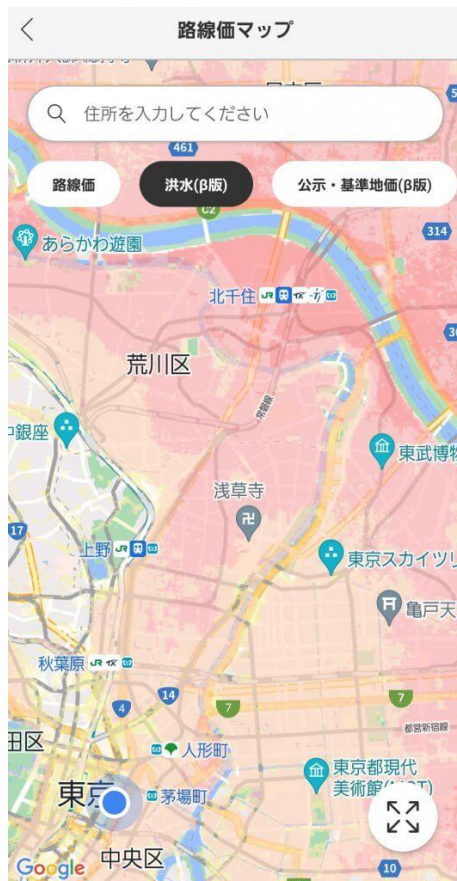 路線価マップ
住所を入力してください
461
路線価
洪水(β版)
公示・基準地価(β版)
C2
314
あらかわ遊園
北千住
荒川区
常磐線
銀座
東武博物
浅草寺
17
上野
東京スカイツリ
亀戸天
秋葉原
14
4
7
7
都営新宿線
田区
人形町
東京都現代
美術館(MOT)
東京
茅場町
Google
中央区
10